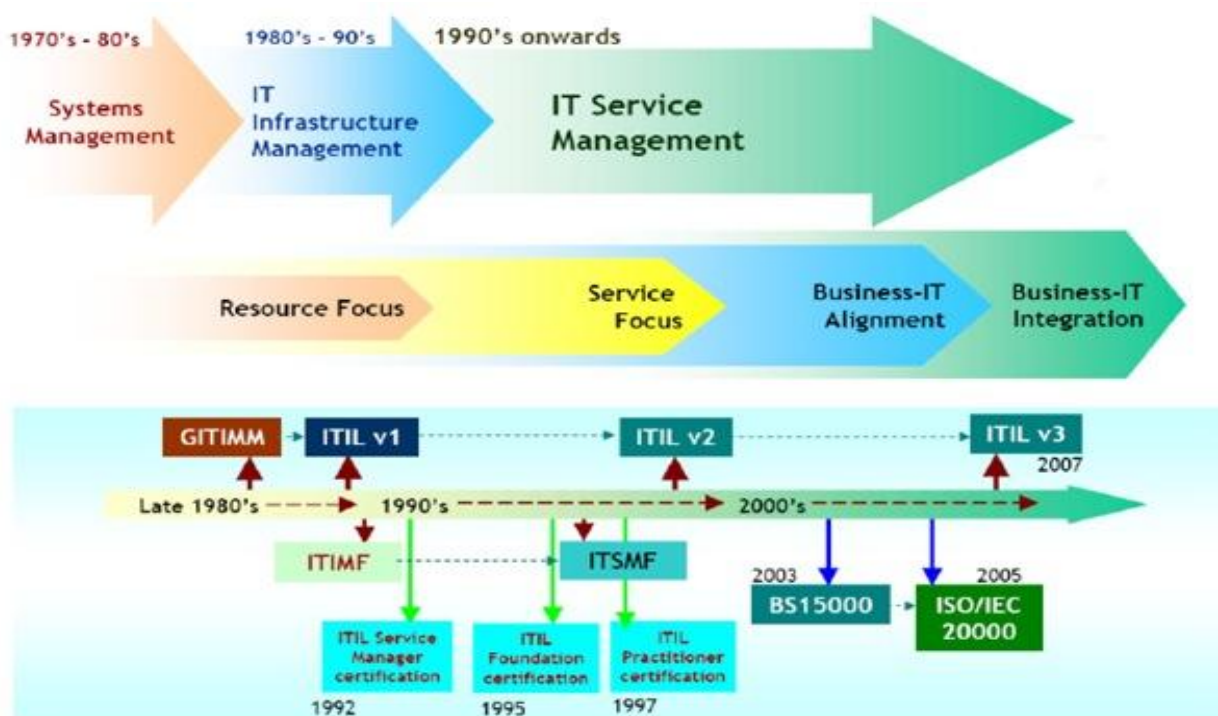 1970's - 80's
Systems
Management
1980's - 90's
IT
Infrastructure
Management
1990's onwards
IT Service
Management
Resource Focus
Service
Focus
Business-IT
Alignment
Business-IT
Integration
GITIMM
ITIL v1
ITIL v2
ITIL v3
2007
Late 1980's
1990's
2000's
ITIMF
ITSMF
2003
BS15000
2005
ISO/IEC
20000
ITIL Service
Manager
certification
1992
ITIL
Foundation
certification
1995
ITIL
Practitioner
certification
1997